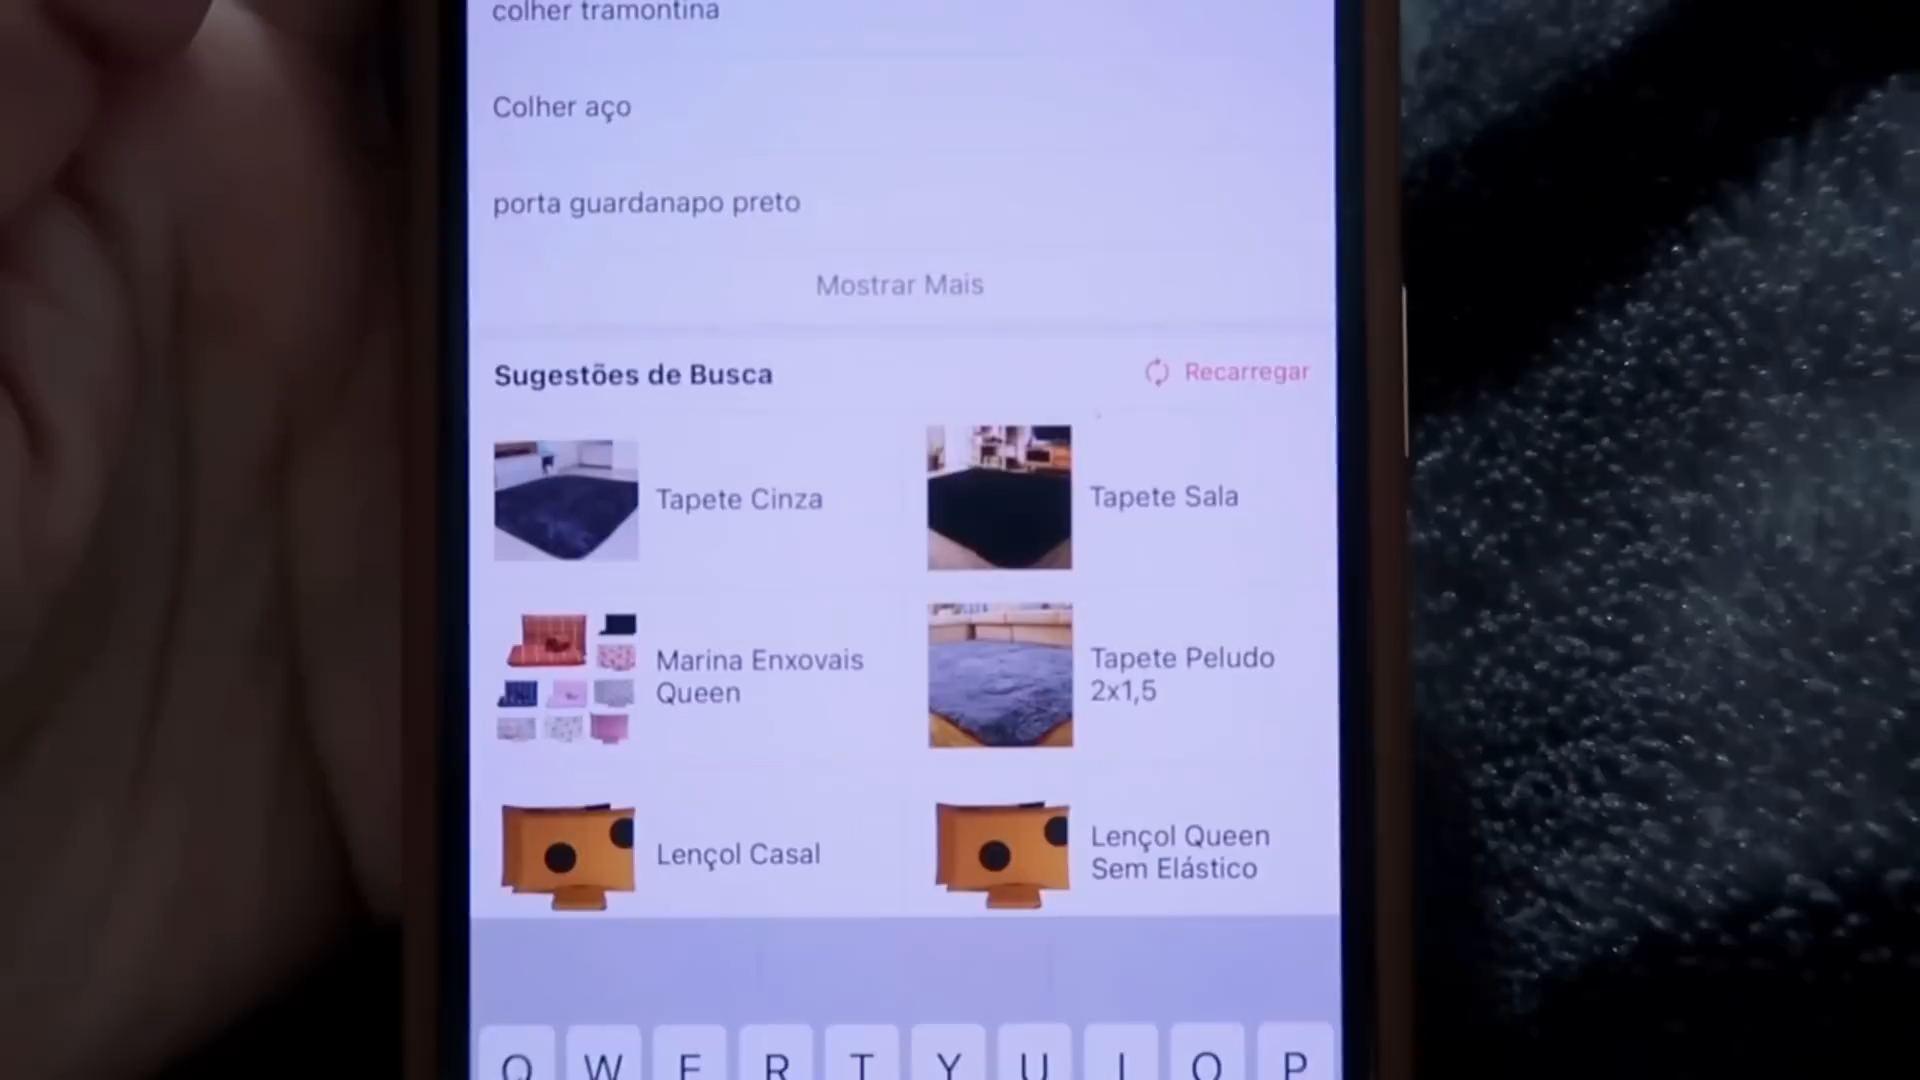 colher tramontina
Colher aço
porta guardanapo preto
Mostrar Mais
Sugestões de Busca
Recarregar
Tapete Cinza
Tapete Sala
Marina Enxovais
Queen
Tapete Peludo
2x1,5
Lençol Casal
Lençol Queen
Sem Elástico
Q W E R T Y U I O P